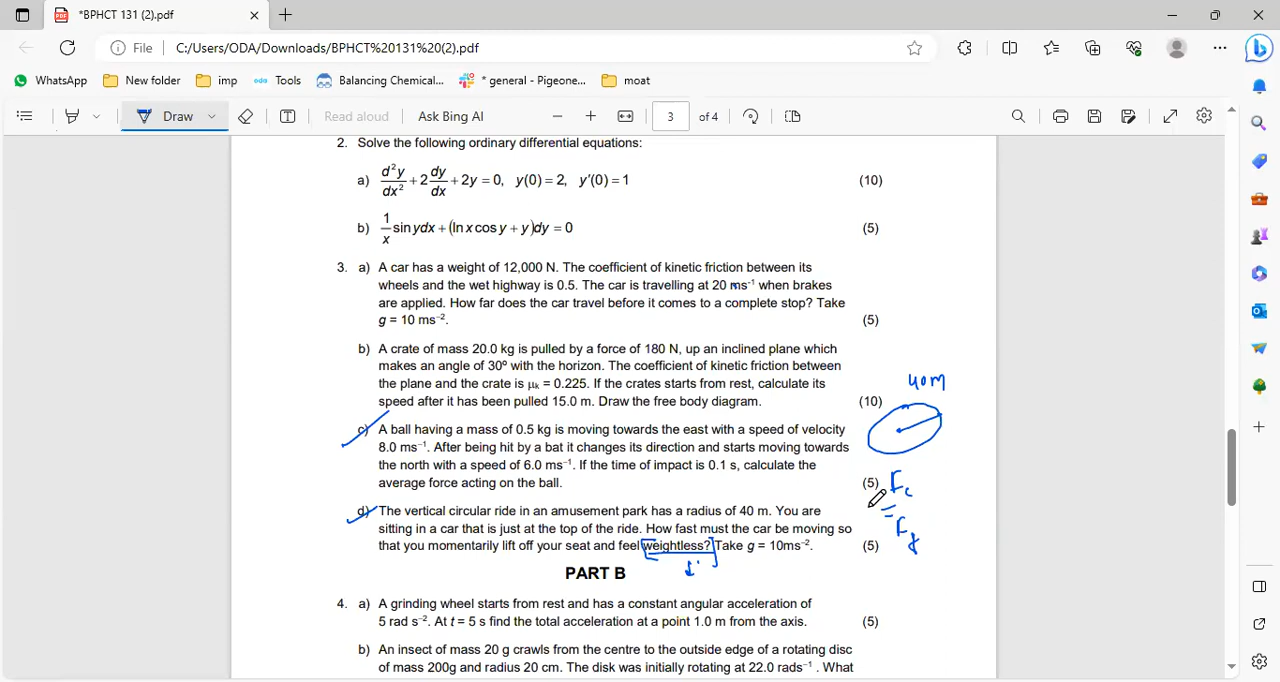 *BPHCT 131 (2).pdf
File C:/Users/ODA/Downloads/BPHCT%20131%20(2).pdf
WhatsApp New folder imp oda Tools Balancing Chemical... * general - Pigeone... moat
Draw Read aloud Ask Bing AI 3 of 4
2. Solve the following ordinary differential equations:
a) d²y/dx² + 2 dy/dx + 2y = 0, y(0) = 2, y′(0) = 1 (10)
b) 1/x sin ydx + (ln x cos y + y)dy = 0 (5)
3. a) A car has a weight of 12,000 N. The coefficient of kinetic friction between its
wheels and the wet highway is 0.5. The car is travelling at 20 ms⁻¹ when brakes
are applied. How far does the car travel before it comes to a complete stop? Take
g = 10 ms⁻². (5)
b) A crate of mass 20.0 kg is pulled by a force of 180 N, up an inclined plane which
makes an angle of 30º with the horizon. The coefficient of kinetic friction between
the plane and the crate is μₖ = 0.225. If the crates starts from rest, calculate its
speed after it has been pulled 15.0 m. Draw the free body diagram. (10)
40m
c) A ball having a mass of 0.5 kg is moving towards the east with a speed of velocity
8.0 ms⁻¹. After being hit by a bat it changes its direction and starts moving towards
the north with a speed of 6.0 ms⁻¹. If the time of impact is 0.1 s, calculate the
average force acting on the ball. (5)
Fc
=
Fg
d) The vertical circular ride in an amusement park has a radius of 40 m. You are
sitting in a car that is just at the top of the ride. How fast must the car be moving so
that you momentarily lift off your seat and feel weightless? Take g = 10ms⁻². (5)
PART B
4. a) A grinding wheel starts from rest and has a constant angular acceleration of
5 rad s⁻². At t = 5 s find the total acceleration at a point 1.0 m from the axis. (5)
b) An insect of mass 20 g crawls from the centre to the outside edge of a rotating disc
of mass 200g and radius 20 cm. The disk was initially rotating at 22.0 rads⁻¹ . What